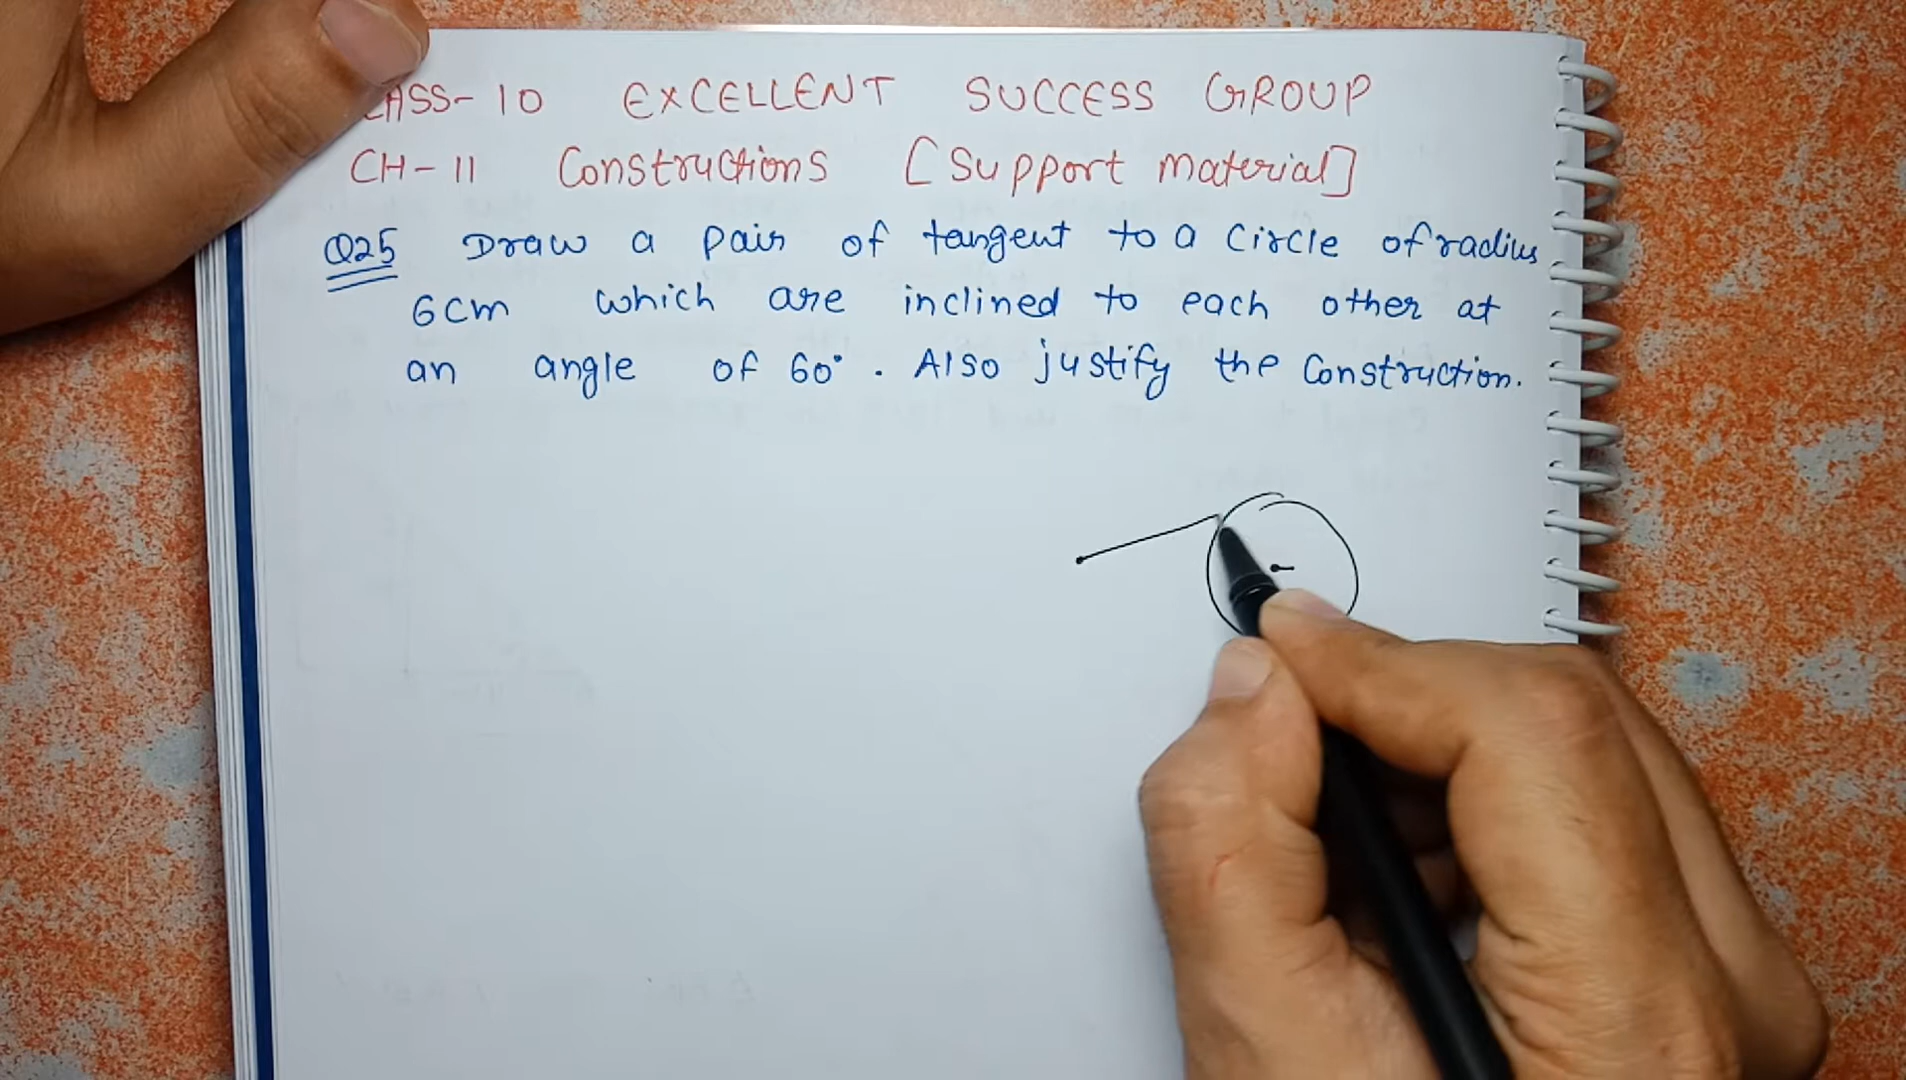 ASS-10 EXCELLENT SUCCESS GROUP
CH-11 Constructions [Support Material]
Q25 Draw a pair of tangent to a circle of radius
6cm which are inclined to each other at
an angle of 60°. Also justify the Construction.